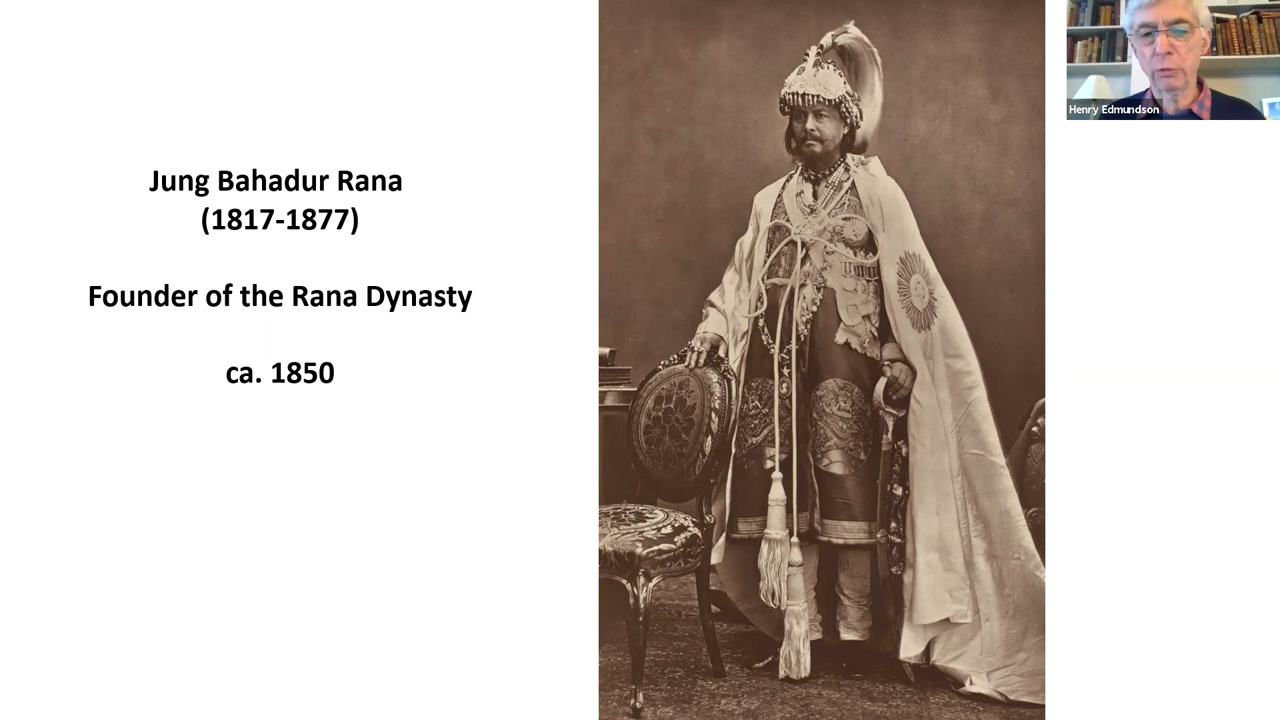 Jung Bahadur Rana
(1817-1877)
Founder of the Rana Dynasty
ca. 1850
Henry Edmundson